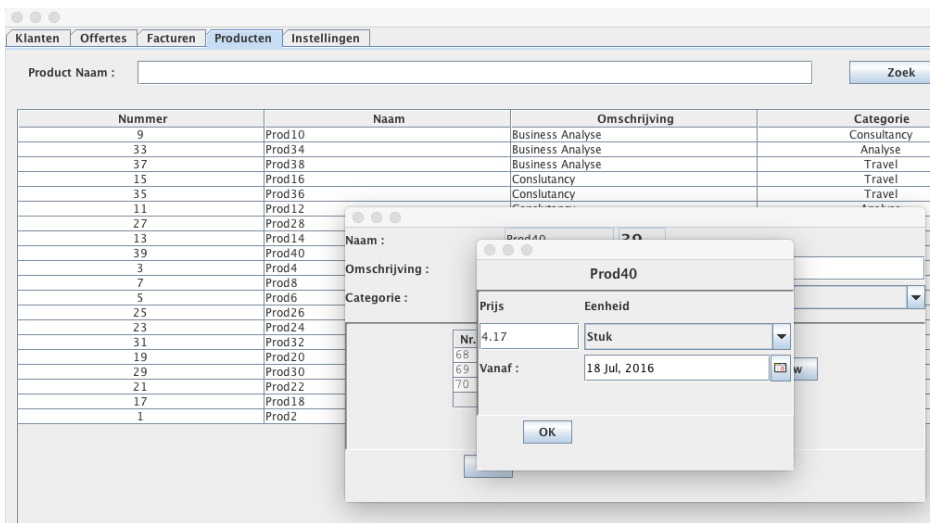 Klanten Offertes Facturen Producten Instellingen
Product Naam : Zoek
Nummer Naam Omschrijving Categorie
9 Prod10 Business Analyse Consultancy
33 Prod34 Business Analyse Analyse
37 Prod38 Business Analyse Travel
15 Prod16 Conslutancy Travel
35 Prod36 Conslutancy Travel
11 Prod12
27 Prod28
13 Prod14
39 Prod40
3 Prod4
7 Prod8
5 Prod6
25 Prod26
23 Prod24
31 Prod32
19 Prod20
29 Prod30
21 Prod22
17 Prod18
1 Prod2
Naam : Prod40 39
Omschrijving :
Categorie :
Nr.
68
69
70
w
Prod40
Prijs Eenheid
4.17 Stuk
Vanaf : 18 Jul, 2016
OK